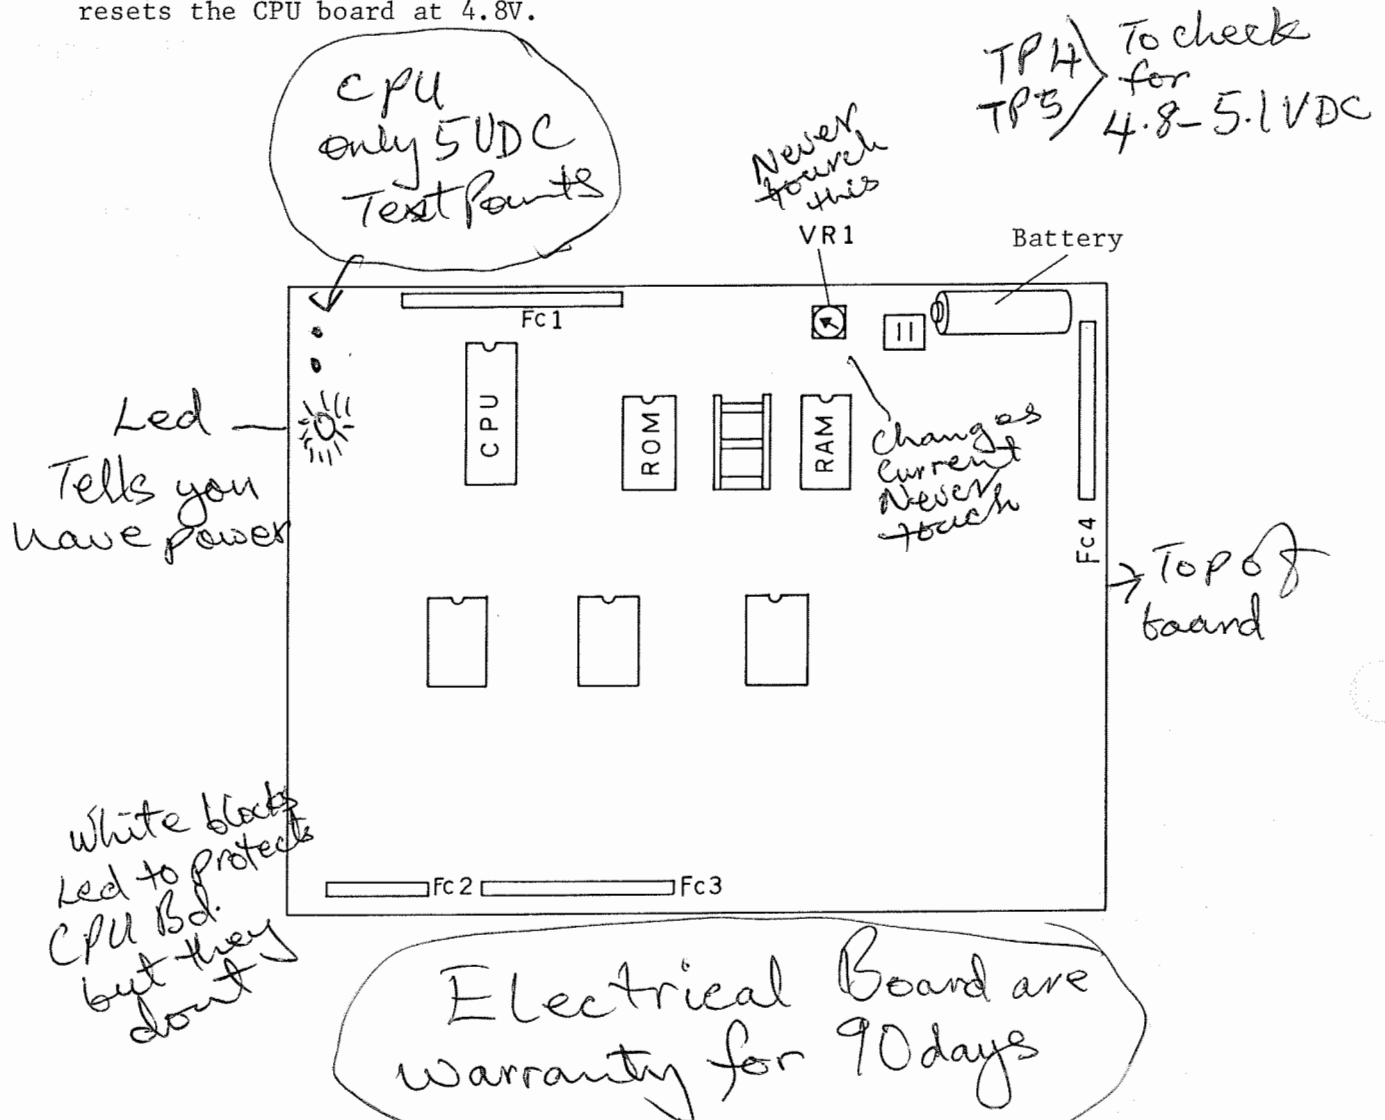 resets the CPU board at 4.8V.
CPU
only 5VDC
Test Points
TP4
TP5
To check
for
4.8-5.1VDC
Never
touch
this
VR1
Battery
Fc1
CPU
ROM
RAM
Changes
Current
Never
touch
Fc4
Led
Tells you
have power
Top of
board
White blocks
Led to protects
CPU Bd.
but they
dont
Fc2
Fc3
Electrical Board are
warranty for 90 days